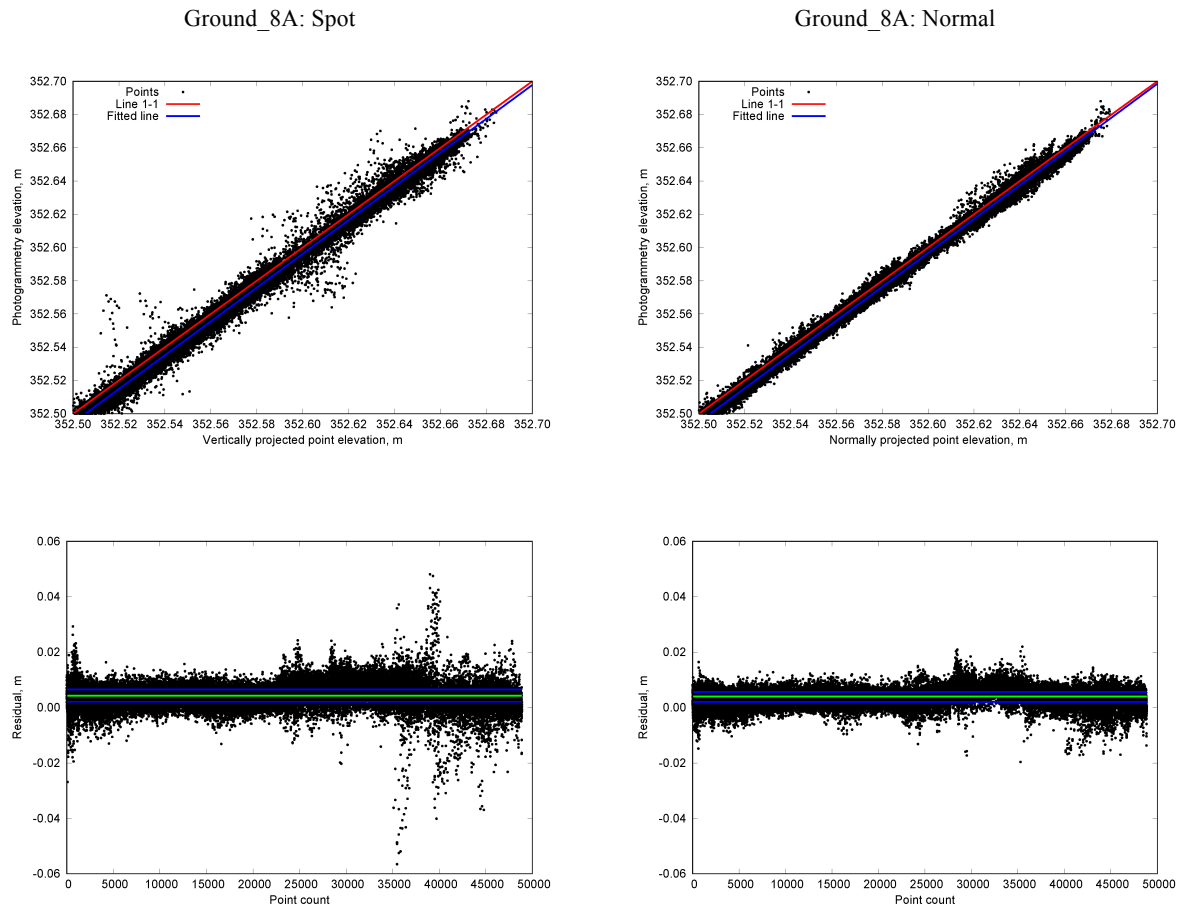 Ground_8A: Spot
Ground_8A: Normal
352.70
352.68
352.66
352.64
352.62
352.60
352.58
352.56
352.54
352.52
352.50
Photogrammetry elevation, m
Points
Line 1-1
Fitted line
352.50 352.52 352.54 352.56 352.58 352.60 352.62 352.64 352.66 352.68 352.70
Vertically projected point elevation, m
352.70
352.68
352.66
352.64
352.62
352.60
352.58
352.56
352.54
352.52
352.50
Photogrammetry elevation, m
Points
Line 1-1
Fitted line
352.50 352.52 352.54 352.56 352.58 352.60 352.62 352.64 352.66 352.68 352.70
Normally projected point elevation, m
0.06
0.04
0.02
0.00
-0.02
-0.04
-0.06
Residual, m
0 5000 10000 15000 20000 25000 30000 35000 40000 45000 50000
Point count
0.06
0.04
0.02
0.00
-0.02
-0.04
-0.06
Residual, m
0 5000 10000 15000 20000 25000 30000 35000 40000 45000 50000
Point count